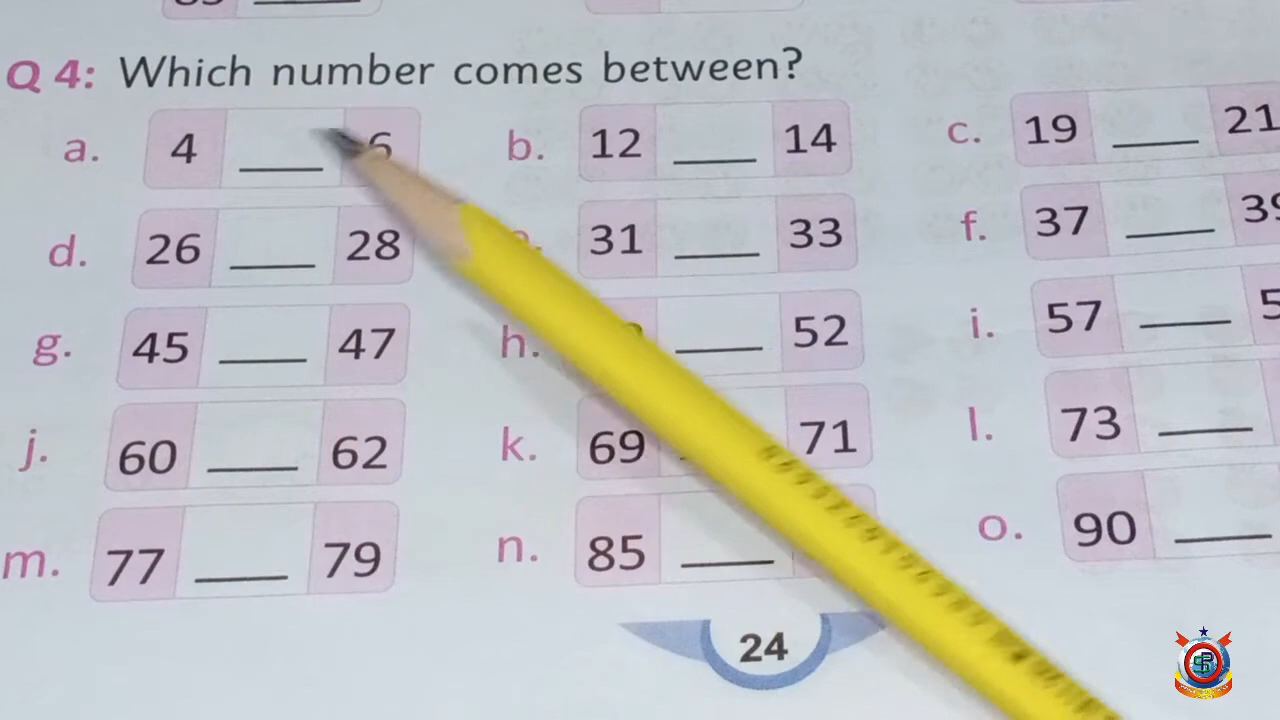 Q 4: Which number comes between?
a. 4 ___ 6 b. 12 ___ 14 c. 19 ___ 21
d. 26 ___ 28 31 ___ 33 f. 37 ___
g. 45 ___ 47 h. ___ 52 i. 57 ___
j. 60 ___ 62 k. 69 71 l. 73 ___
m. 77 ___ 79 n. 85 ___ o. 90 ___
24